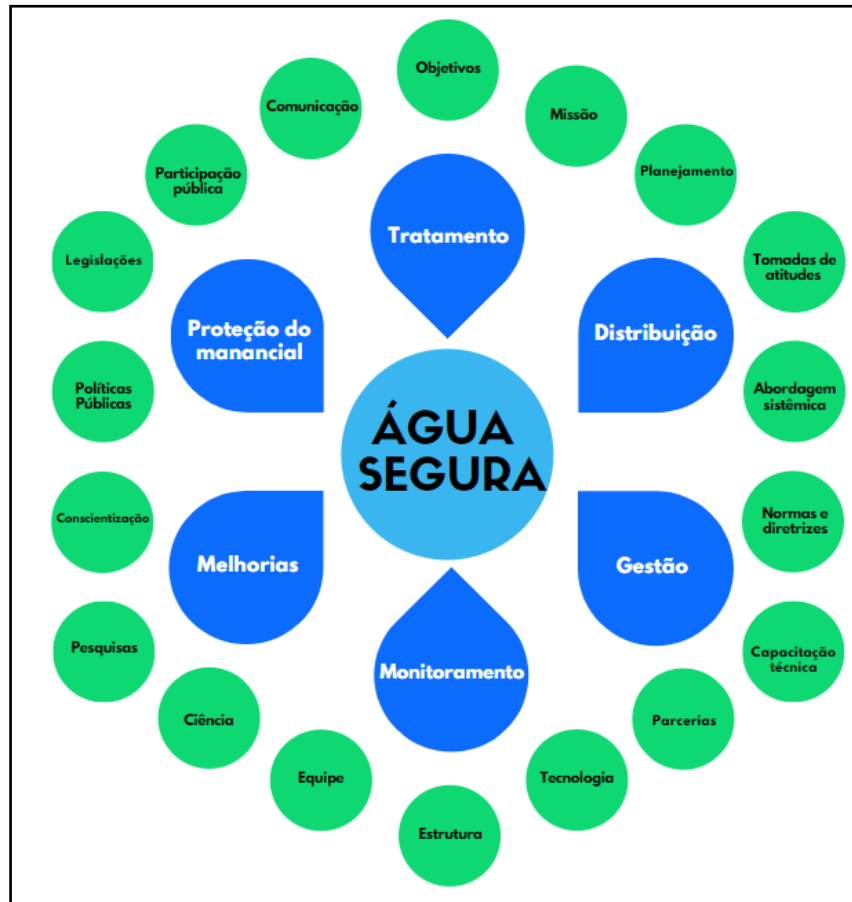 Objetivos
Comunicação
Missão
Participação
pública
Planejamento
Tratamento
Legislações
Tomadas de
atitudes
Proteção do
manancial
Distribuição
Políticas
Públicas
Abordagem
sistêmica
ÁGUA
SEGURA
Conscientização
Normas e
diretrizes
Melhorias
Gestão
Pesquisas
Capacitação
técnica
Monitoramento
Ciência
Parcerias
Equipe
Tecnologia
Estrutura